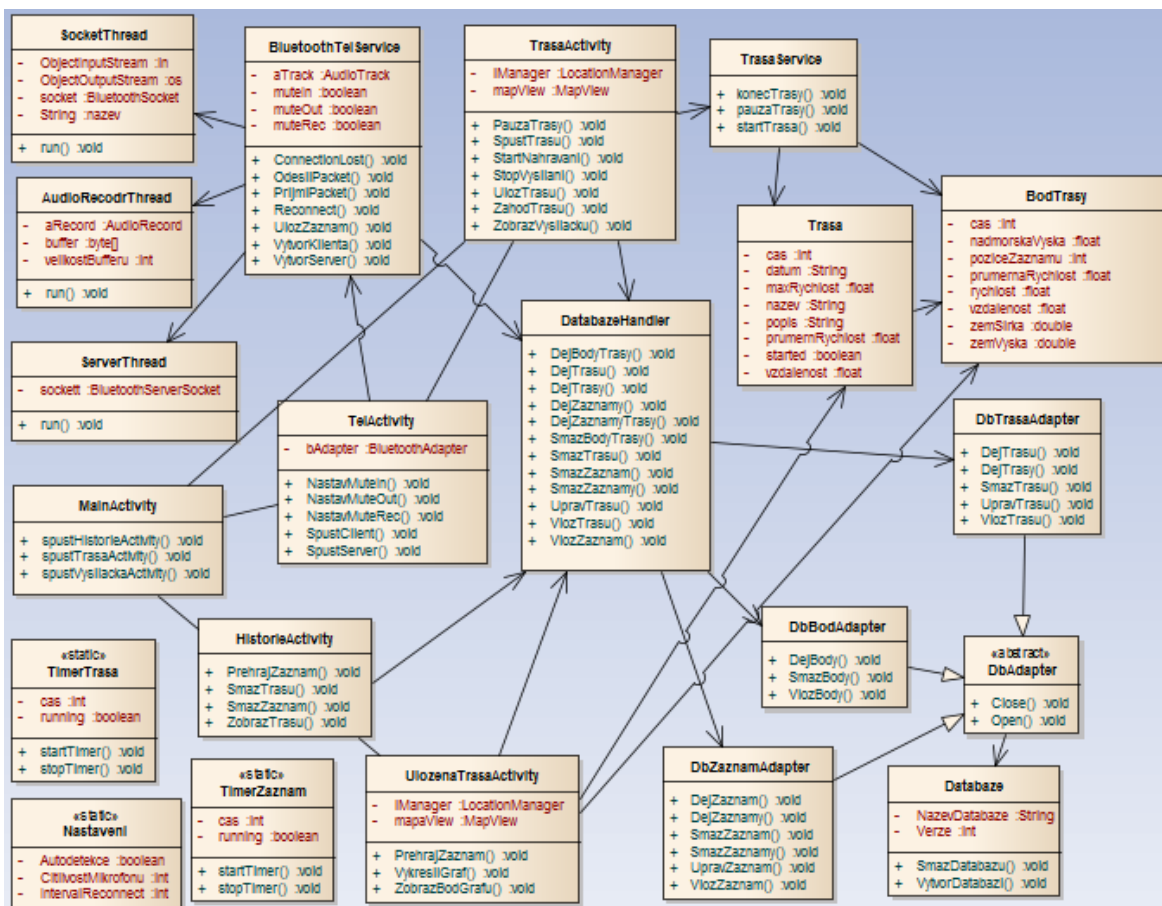 SocketThread
- ObjectInputStream :in
- ObjectOutputStream :os
- socket :BluetoothSocket
- String :nazev
+ run() :void
BluetoothTelService
- aTrack :AudioTrack
- muteIn :boolean
- muteOut :boolean
- muteRec :boolean
+ ConnectionLost() :void
+ OdesliPacket() :void
+ PrijmiPacket() :void
+ Reconnect() :void
+ UlozZaznam() :void
+ VytvorKlienta() :void
+ VytvorServer() :void
TrasaActivity
- lManager :LocationManager
- mapView :MapView
+ PauzaTrasy() :void
+ SpustTrasu() :void
+ StartNahravani() :void
+ StopVysilani() :void
+ UlozTrasu() :void
+ ZahodTrasu() :void
+ ZobrazVysilacku() :void
TrasaService
+ konecTrasy() :void
+ pauzaTrasy() :void
+ startTrasa() :void
AudioRecodrThread
- aRecord :AudioRecord
- buffer :byte[]
- velikostBufferu :int
+ run() :void
Trasa
- cas :int
- datum :String
- maxRychlost :float
- nazev :String
- popis :String
- prumernRychlost :float
- started :boolean
- vzdalenost :float
BodTrasy
- cas :int
- nadmorskaVyska :float
- poziceZaznamu :int
- prumernaRychlost :float
- rychlost :float
- vzdalenost :float
- zemSirka :double
- zemVyska :double
ServerThread
- sockett :BluetoothServerSocket
+ run() :void
DatabazeHandler
+ DejBodyTrasy() :void
+ DejTrasu() :void
+ DejTrasy() :void
+ DejZaznamy() :void
+ DejZaznamyTrasy() :void
+ SmazBodyTrasy() :void
+ SmazTrasu() :void
+ SmazZaznam() :void
+ SmazZaznamy() :void
+ UpravTrasu() :void
+ VlozTrasu() :void
+ VlozZaznam() :void
TelActivity
- bAdapter :BluetoothAdapter
+ NastavMuteIn() :void
+ NastavMuteOut() :void
+ NastavMuteRec() :void
+ SpustClient() :void
+ SpustServer() :void
DbTrasaAdapter
+ DejTrasu() :void
+ DejTrasy() :void
+ SmazTrasu() :void
+ UpravTrasu() :void
+ VlozTrasu() :void
MainActivity
+ spustHistorieActivity() :void
+ spustTrasaActivity() :void
+ spustVysilackaActivity() :void
HistorieActivity
+ PrehrajZaznam() :void
+ SmazTrasu() :void
+ SmazZaznam() :void
+ ZobrazTrasu() :void
DbBodAdapter
+ DejBody() :void
+ SmazBody() :void
+ VlozBody() :void
«abstract»
DbAdapter
+ Close() :void
+ Open() :void
«static»
TimerTrasa
- cas :int
- running :boolean
+ startTimer() :void
+ stopTimer() :void
«static»
TimerZaznam
- cas :int
- running :boolean
+ startTimer() :void
+ stopTimer() :void
UlozenaTrasaActivity
- lManager :LocationManager
- mapaView :MapView
+ PrehrajZaznam() :void
+ VykresliGraf() :void
+ ZobrazBodGrafu() :void
DbZaznamAdapter
+ DejZaznam() :void
+ DejZaznamy() :void
+ SmazZaznam() :void
+ SmazZaznamy() :void
+ UpravZaznam() :void
+ VlozZaznam() :void
Databaze
- NazevDatabaze :String
- Verze :int
+ SmazDatabazu() :void
+ VytvorDatabazi() :void
«static»
Nastaveni
- Autodetekce :boolean
- CitlivostMikrofonu :int
- IntervalReconnect :int